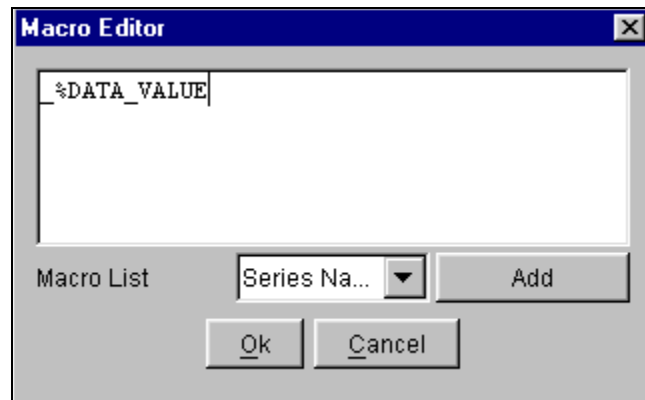 Macro Editor
_%DATA_VALUE
Macro List Series Na... Add
Ok Cancel